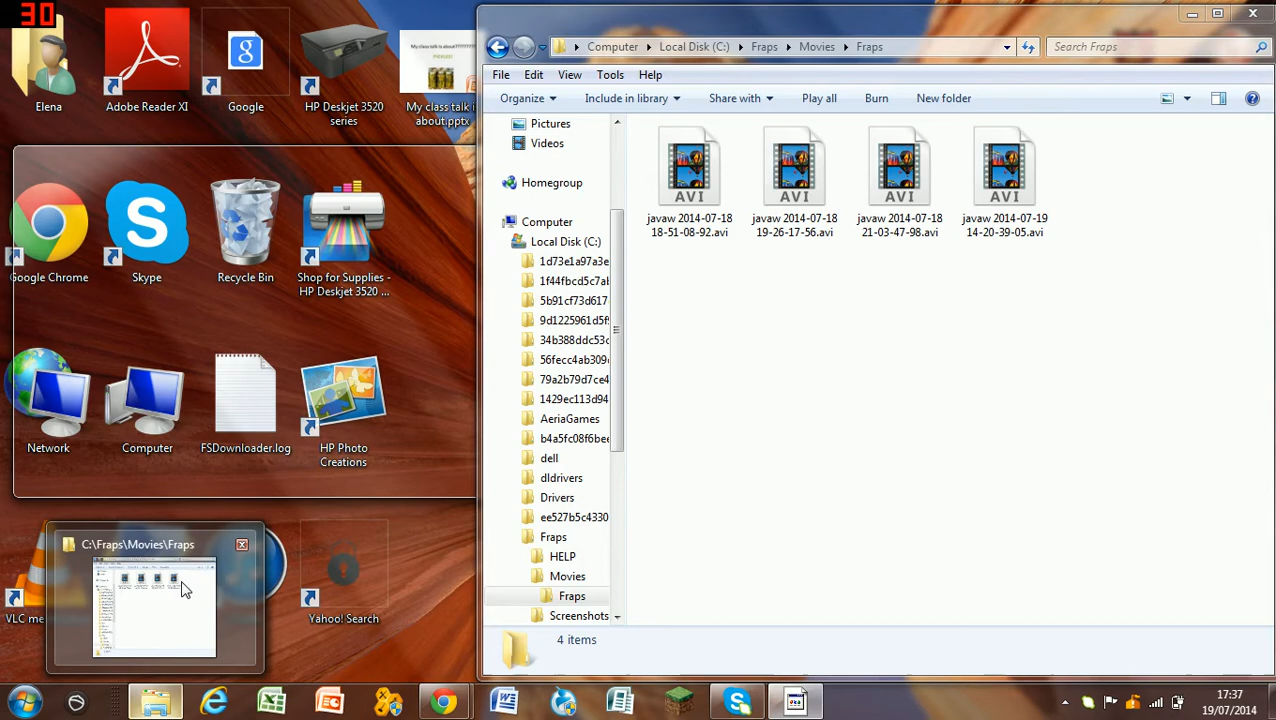 30
Elena
Adobe Reader XI
Google
HP Deskjet 3520 series
My class talk is about.pptx
Google Chrome
Skype
Recycle Bin
Shop for Supplies - HP Deskjet 3520 ...
Network
Computer
FSDownloader.log
HP Photo Creations
C:\Fraps\Movies\Fraps
VLC me
Yahoo! Search
Computer
Local Disk (C:)
Fraps
Movies
Fraps
Search Fraps
File Edit View Tools Help
Organize Include in library Share with Play all Burn New folder
Pictures
Videos
Homegroup
Computer
Local Disk (C:)
1d73e1a97a3e
1f44fbcd5c7ab
5b91cf73d617
9d1225961d5f
34b388ddc53c
56fecc4ab309
79a2b79d7ce4
1429ec113d94
AeriaGames
b4a5fc08f6bee
dell
dldrivers
Drivers
ee527b5c4330
Fraps
HELP
Movies
Fraps
Screenshots
AVI
javaw 2014-07-18
18-51-08-92.avi
AVI
javaw 2014-07-18
19-26-17-56.avi
AVI
javaw 2014-07-18
21-03-47-98.avi
AVI
javaw 2014-07-19
14-20-39-05.avi
4 items
17:37
19/07/2014